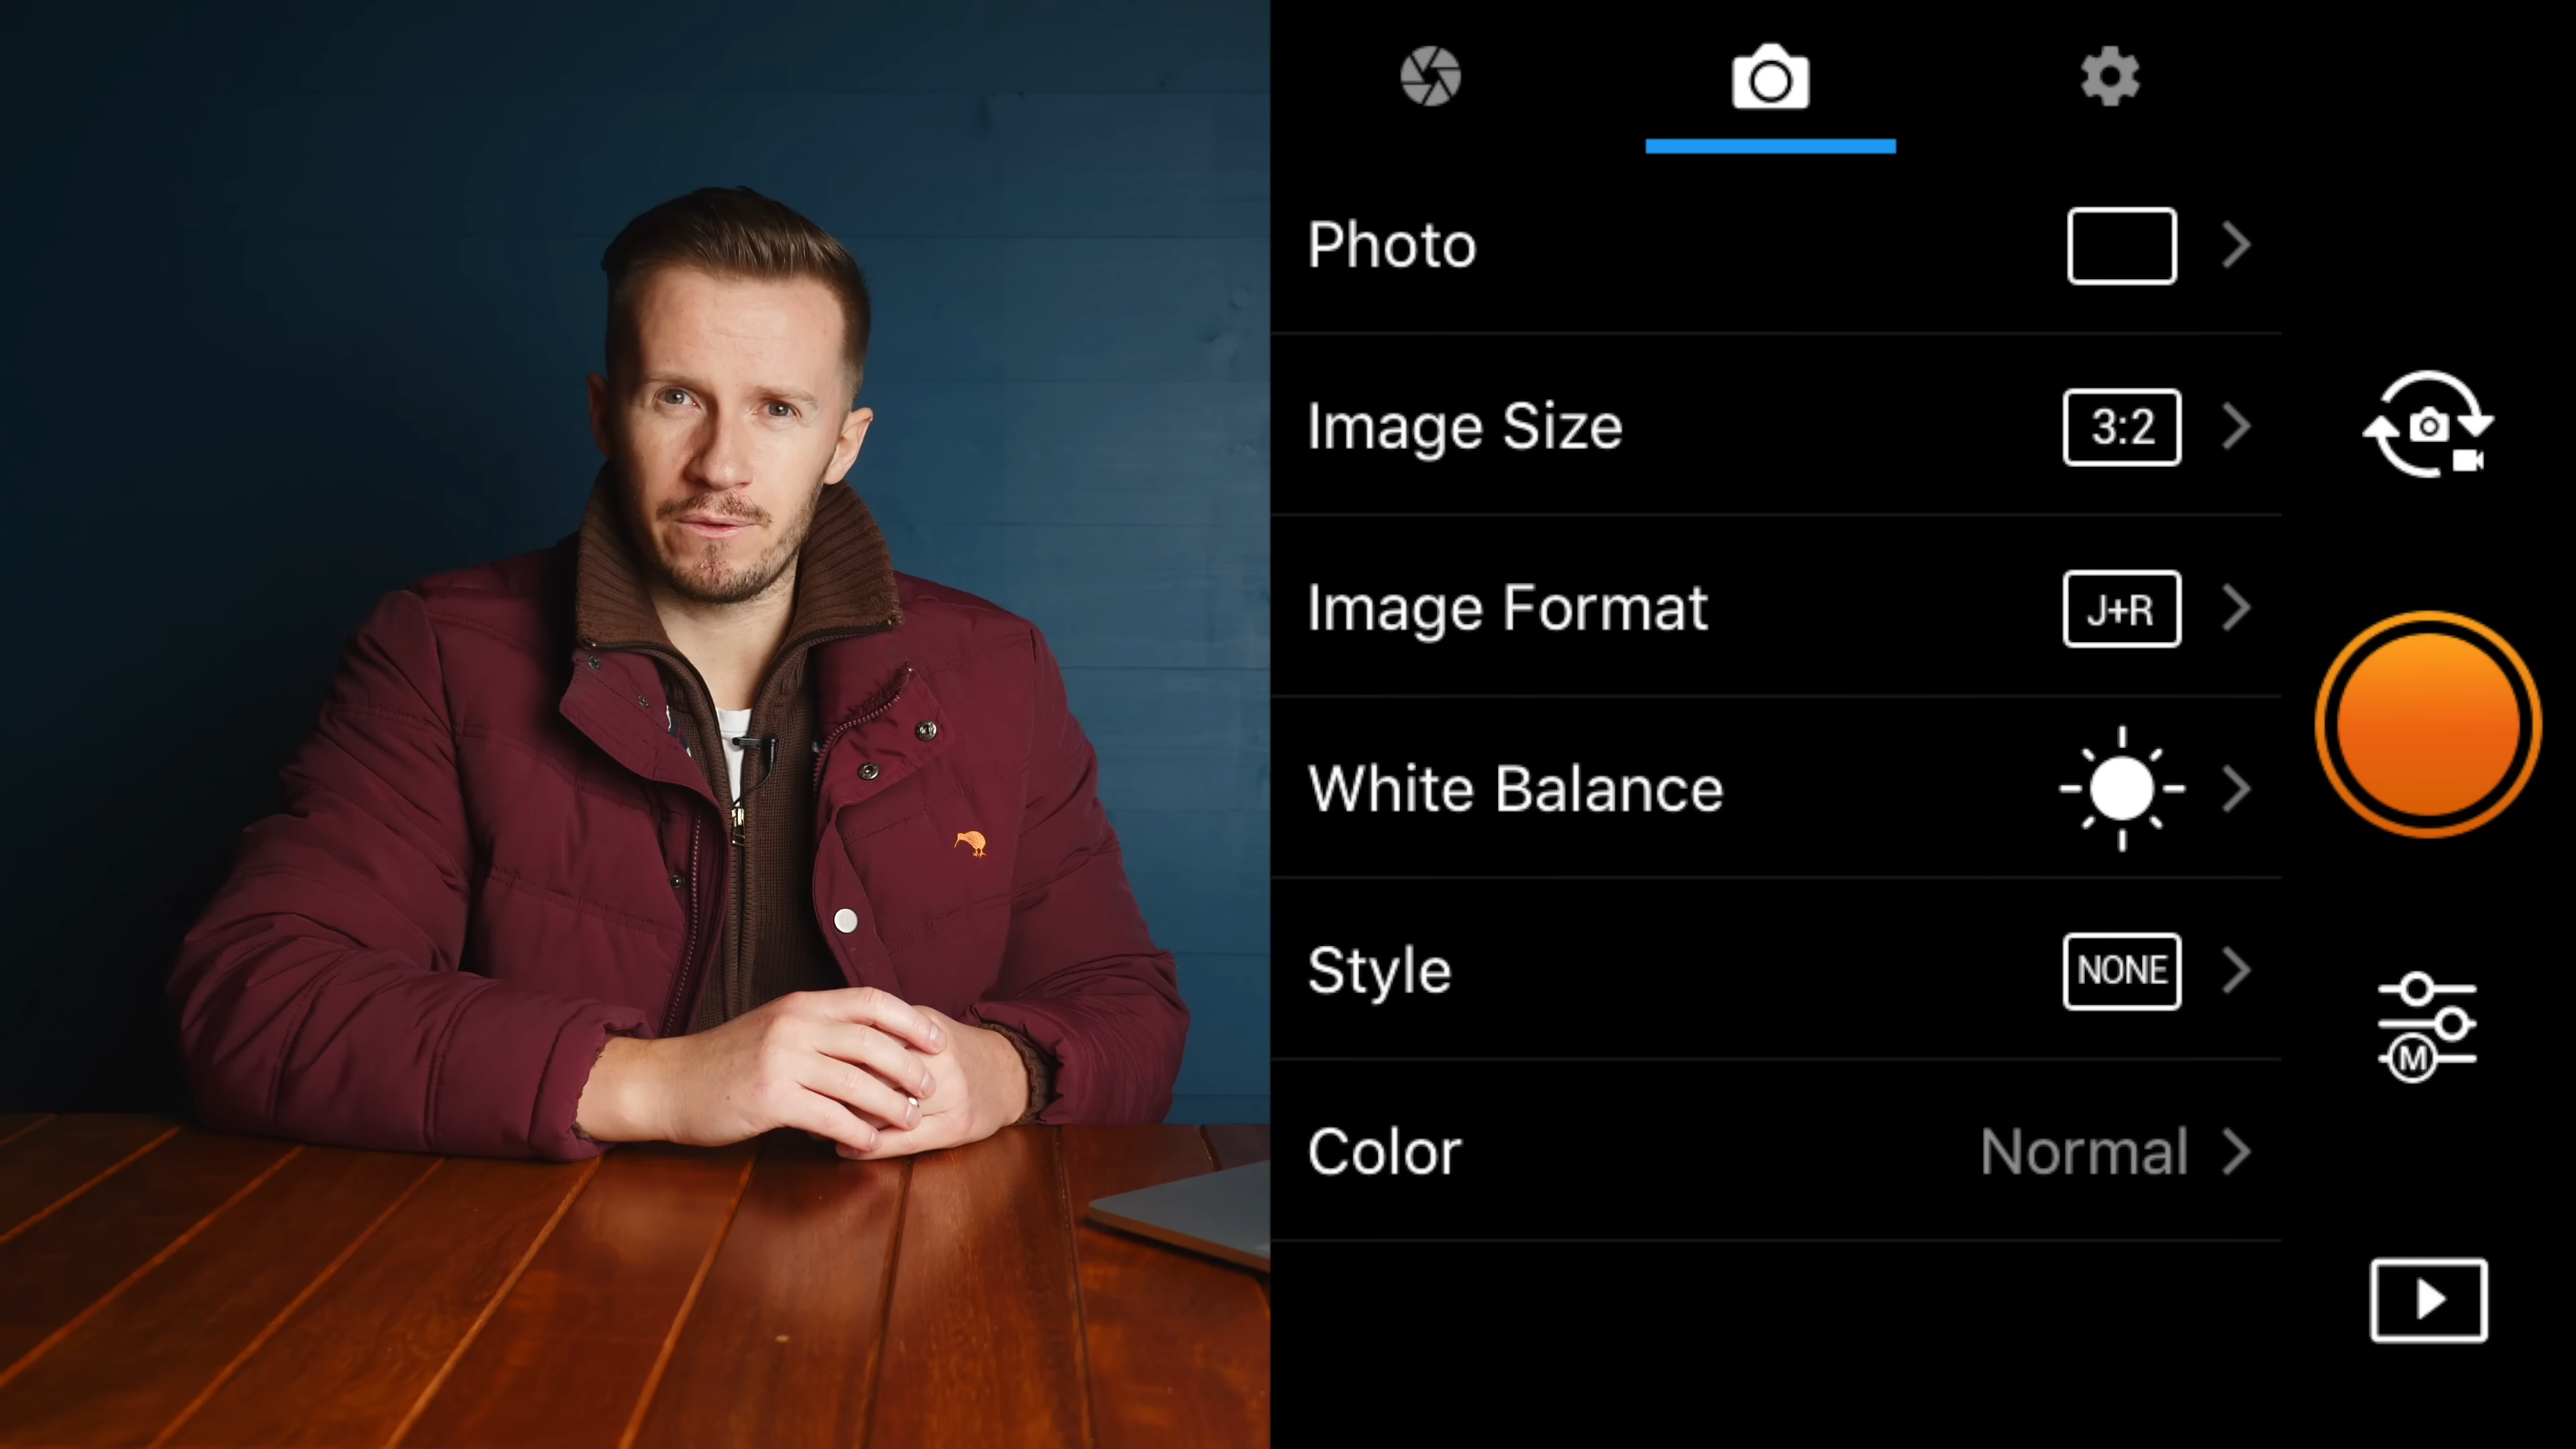 Photo
Image Size 3:2
Image Format J+R
White Balance
Style NONE
Color Normal
M